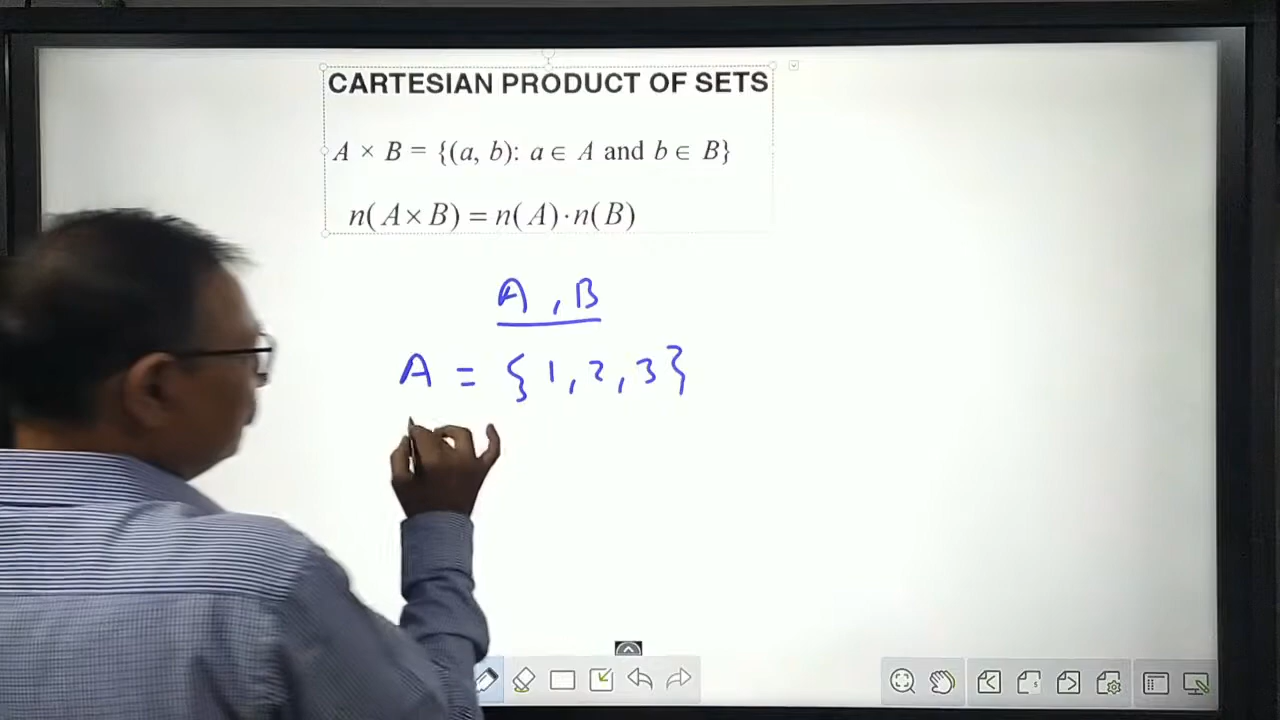 CARTESIAN PRODUCT OF SETS
A × B = {(a, b): a ∈ A and b ∈ B}
n(A×B) = n(A)·n(B)
A , B
A = {1, 2, 3}